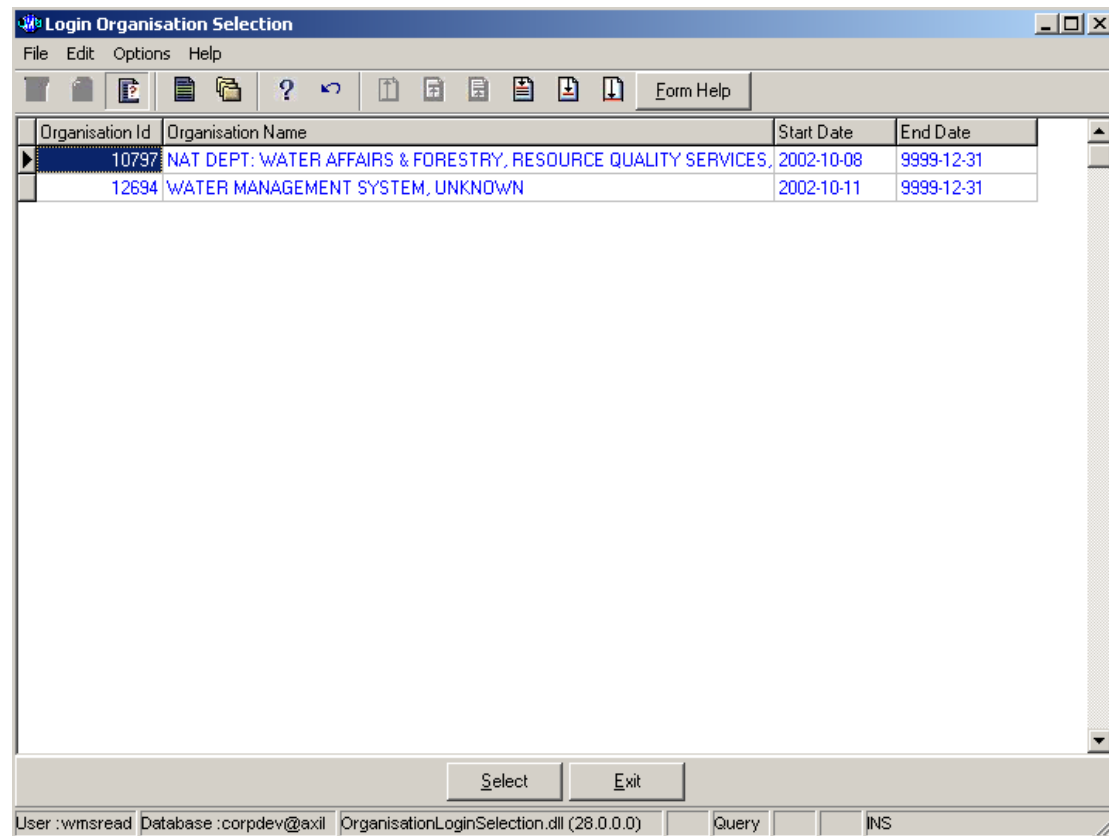 Login Organisation Selection
File Edit Options Help
? Form Help
Organisation Id Organisation Name Start Date End Date
10797 NAT DEPT: WATER AFFAIRS & FORESTRY, RESOURCE QUALITY SERVICES, 2002-10-08 9999-12-31
12694 WATER MANAGEMENT SYSTEM, UNKNOWN 2002-10-11 9999-12-31
Select Exit
User :wmsread Database :corpdev@axil OrganisationLoginSelection.dll (28.0.0.0) Query INS